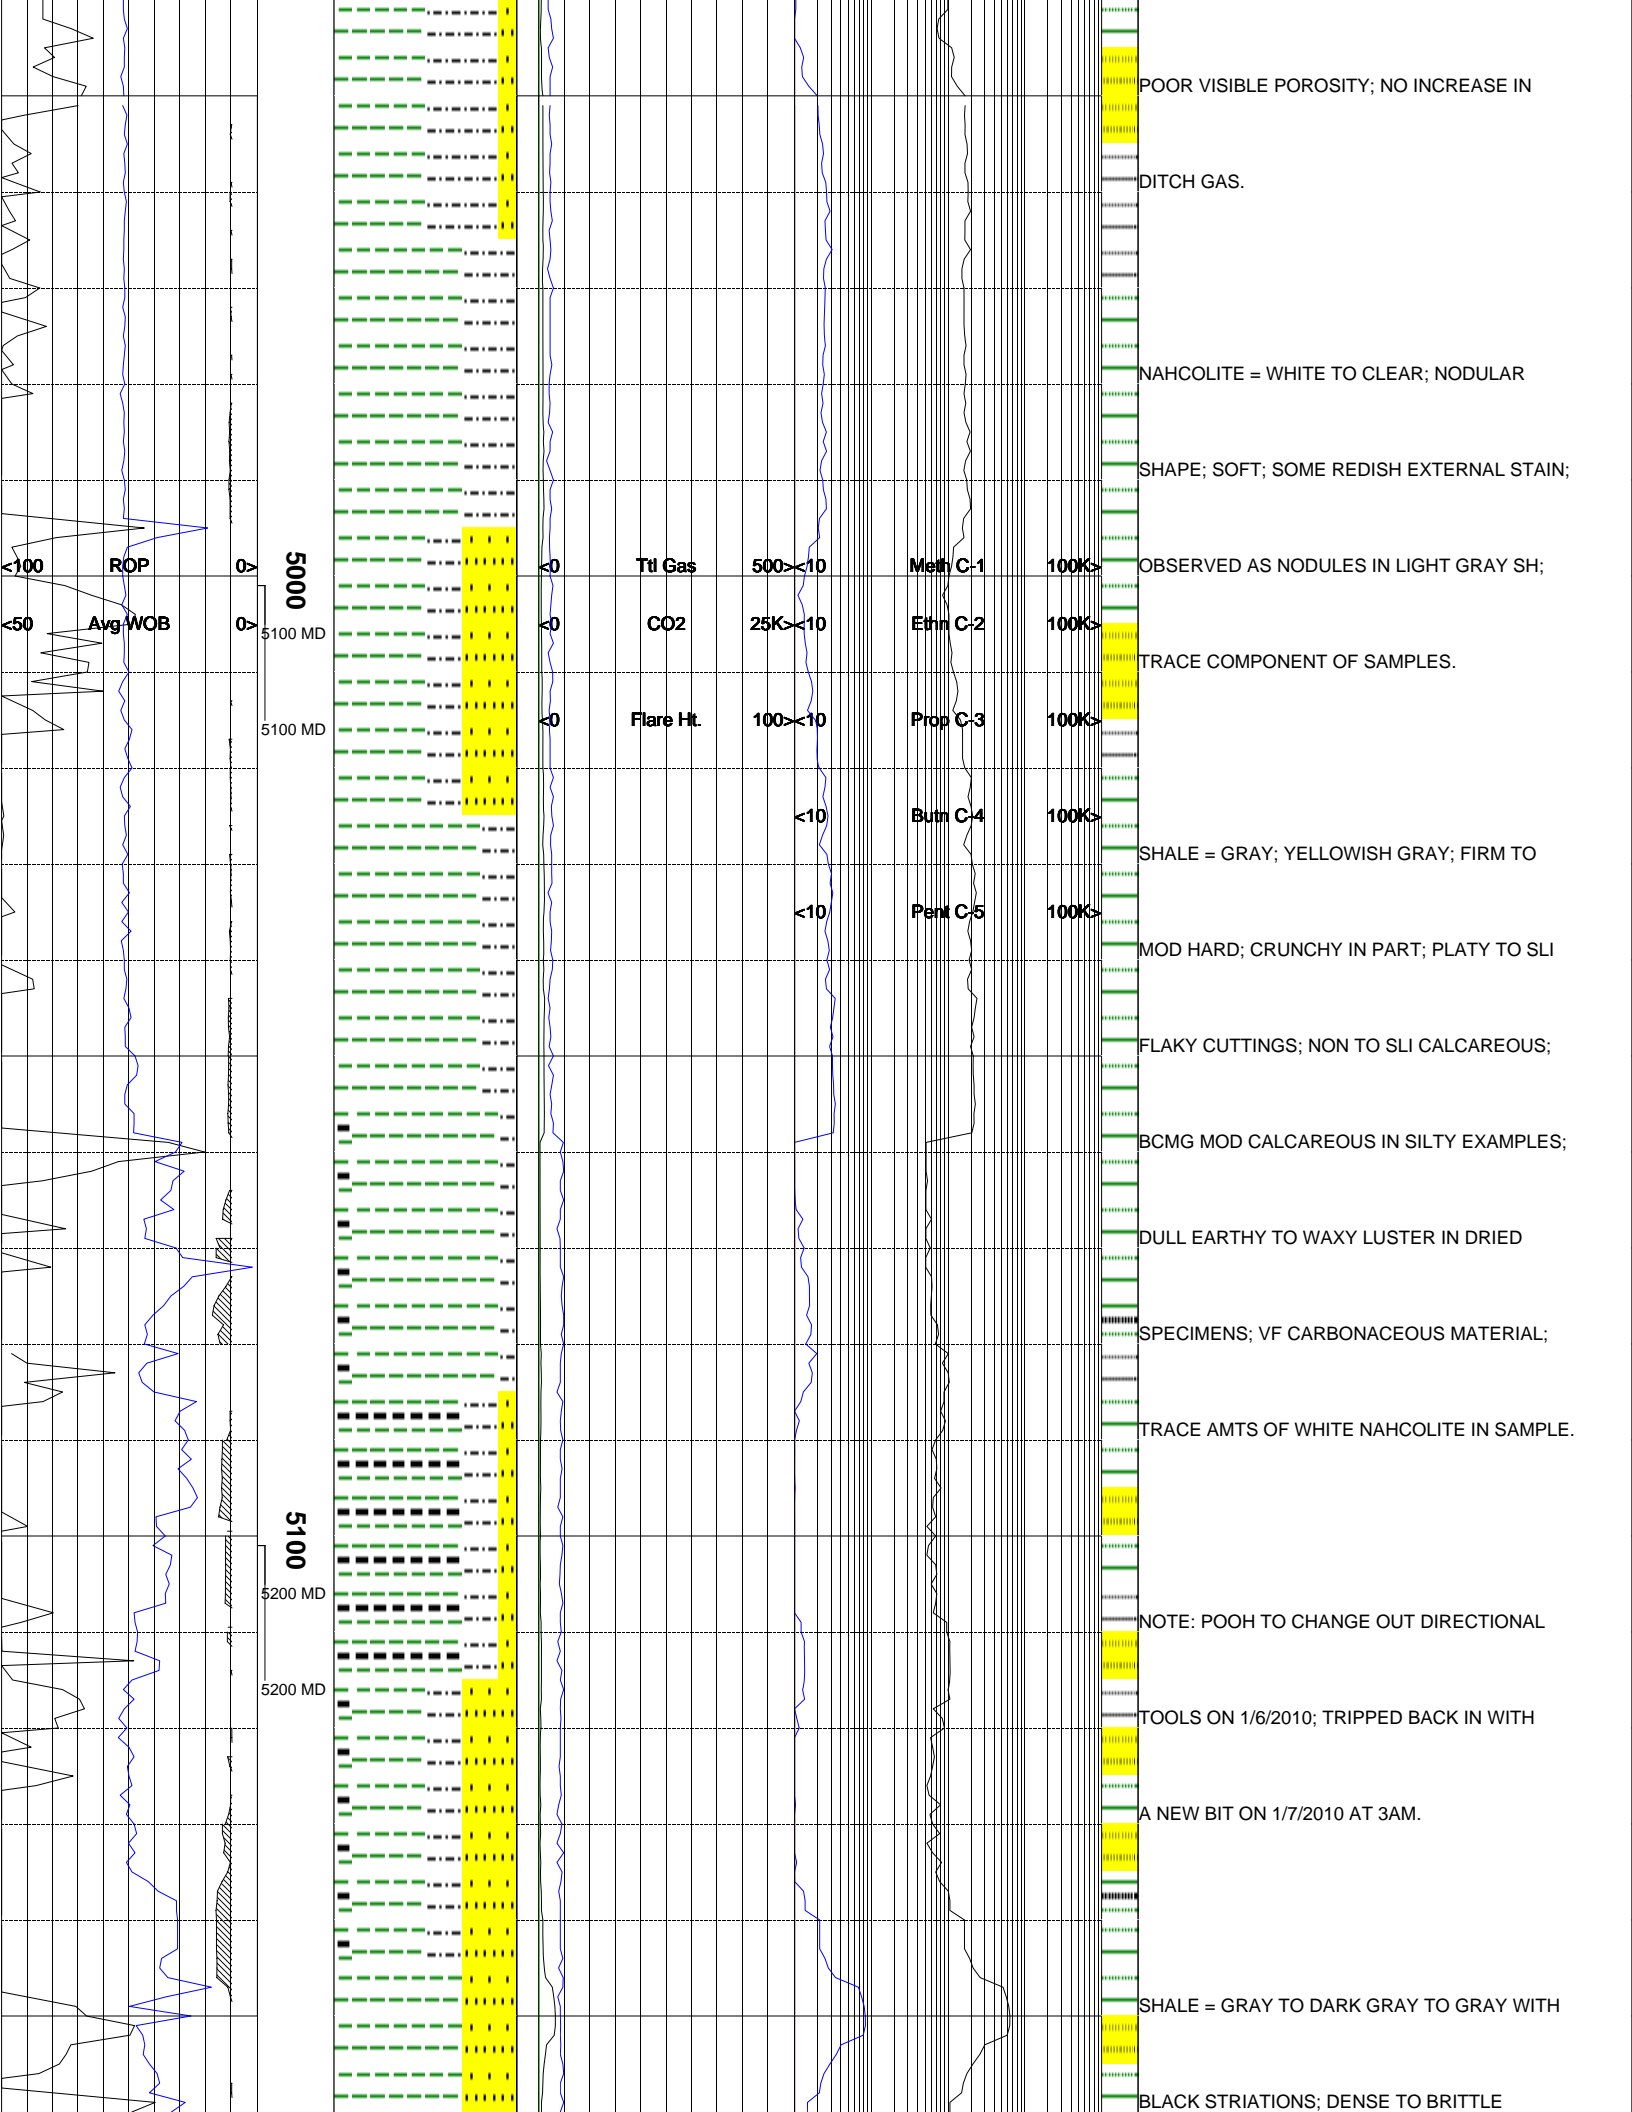 POOR VISIBLE POROSITY; NO INCREASE IN
DITCH GAS.
NAHCOLITE = WHITE TO CLEAR; NODULAR
SHAPE; SOFT; SOME REDISH EXTERNAL STAIN;
<100 ROP 0> 5000 <0 Ttl Gas 500> <10 Meth C-1 100K> OBSERVED AS NODULES IN LIGHT GRAY SH;
<50 Avg WOB 0> 5100 MD <0 CO2 25K> <10 Ethn C-2 100K>
TRACE COMPONENT OF SAMPLES.
5100 MD <0 Flare Ht. 100> <10 Prop C-3 100K>
<10 Butn C-4 100K>
SHALE = GRAY; YELLOWISH GRAY; FIRM TO
<10 Pent C-5 100K>
MOD HARD; CRUNCHY IN PART; PLATY TO SLI
FLAKY CUTTINGS; NON TO SLI CALCAREOUS;
BCMG MOD CALCAREOUS IN SILTY EXAMPLES;
DULL EARTHY TO WAXY LUSTER IN DRIED
SPECIMENS; VF CARBONACEOUS MATERIAL;
TRACE AMTS OF WHITE NAHCOLITE IN SAMPLE.
5100
5200 MD
NOTE: POOH TO CHANGE OUT DIRECTIONAL
5200 MD
TOOLS ON 1/6/2010; TRIPPED BACK IN WITH
A NEW BIT ON 1/7/2010 AT 3AM.
SHALE = GRAY TO DARK GRAY TO GRAY WITH
BLACK STRIATIONS; DENSE TO BRITTLE